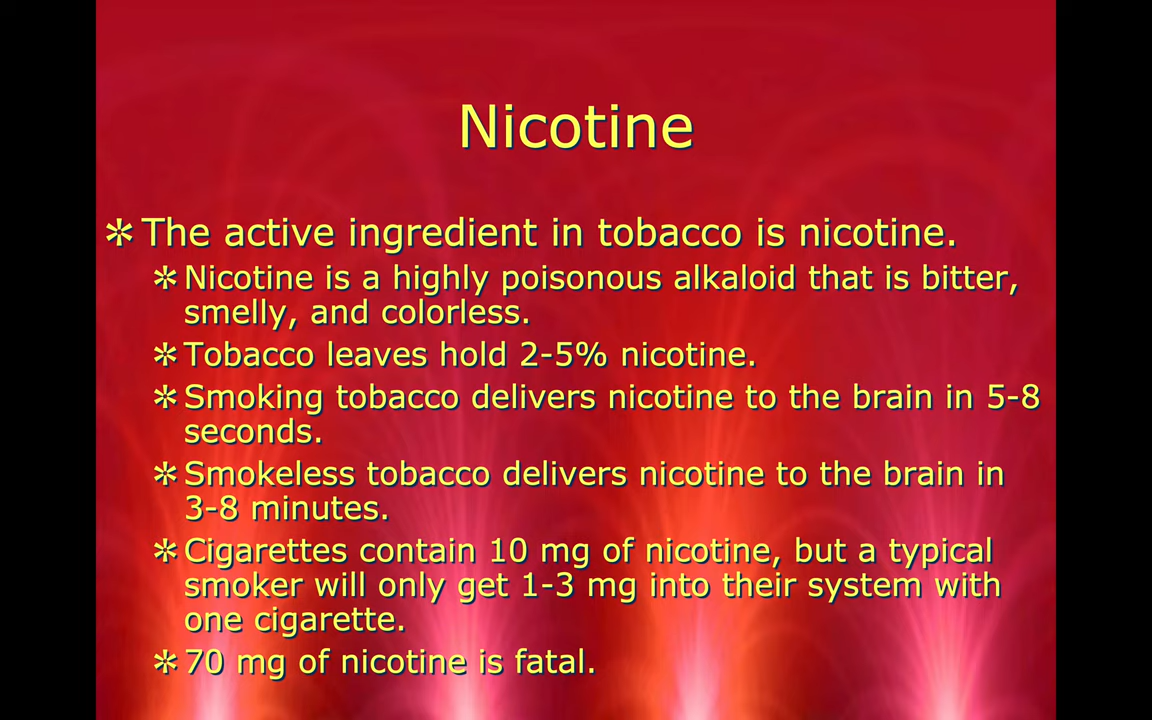 Nicotine
✲ The active ingredient in tobacco is nicotine.
✲ Nicotine is a highly poisonous alkaloid that is bitter,
smelly, and colorless.
✲ Tobacco leaves hold 2-5% nicotine.
✲ Smoking tobacco delivers nicotine to the brain in 5-8
seconds.
✲ Smokeless tobacco delivers nicotine to the brain in
3-8 minutes.
✲ Cigarettes contain 10 mg of nicotine, but a typical
smoker will only get 1-3 mg into their system with
one cigarette.
✲ 70 mg of nicotine is fatal.